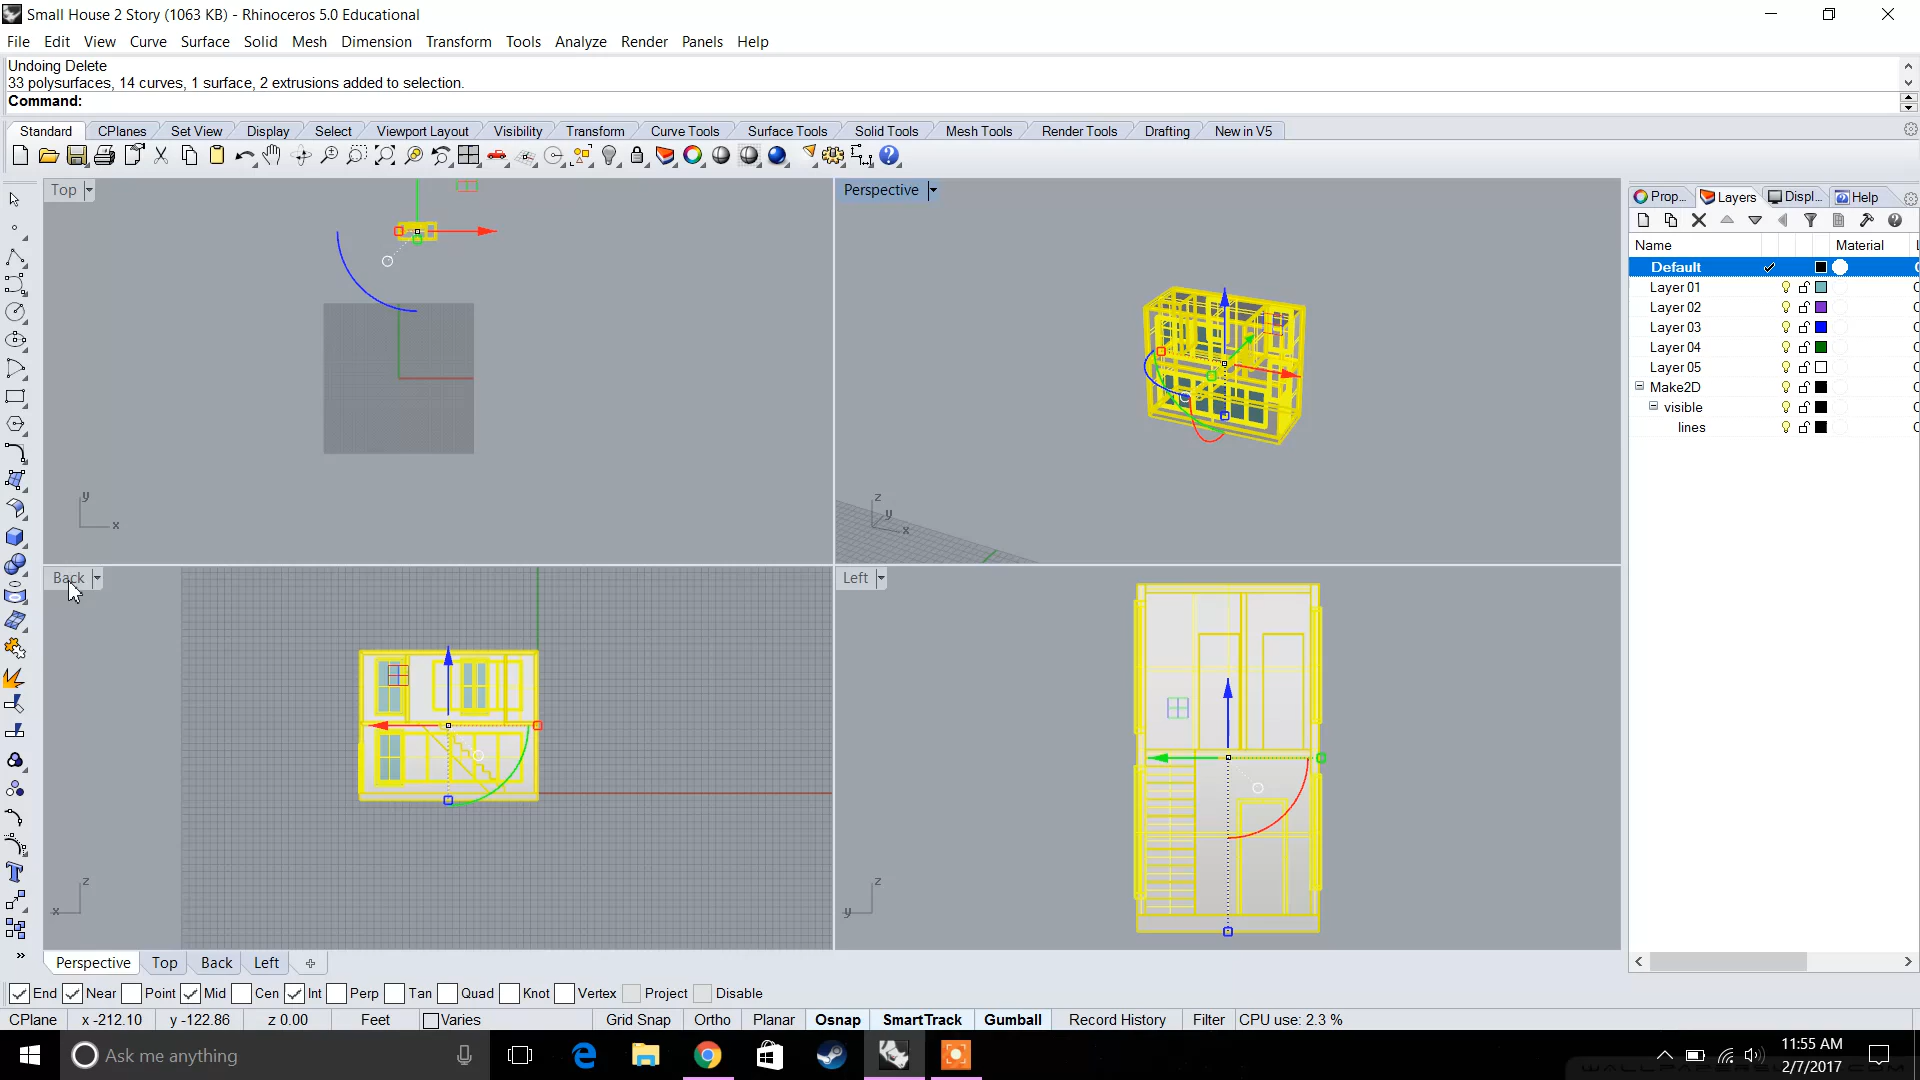 Small House 2 Story (1063 KB) - Rhinoceros 5.0 Educational
File Edit View Curve Surface Solid Mesh Dimension Transform Tools Analyze Render Panels Help
Undoing Delete
33 polysurfaces, 14 curves, 1 surface, 2 extrusions added to selection.
Command:
Standard CPlanes Set View Display Select Viewport Layout Visibility Transform Curve Tools Surface Tools Solid Tools Mesh Tools Render Tools Drafting New in V5
Top
y
x
Perspective
z
y
x
Back
z
x
Left
z
y
Prop... Layers Displ... Help
Name Material L
Default
Layer 01
Layer 02
Layer 03
Layer 04
Layer 05
Make2D
visible
lines
Perspective Top Back Left
End Near Point Mid Cen Int Perp Tan Quad Knot Vertex Project Disable
CPlane x -212.10 y -122.86 z 0.00 Feet Varies Grid Snap Ortho Planar Osnap SmartTrack Gumball Record History Filter CPU use: 2.3 %
Ask me anything
11:55 AM
2/7/2017